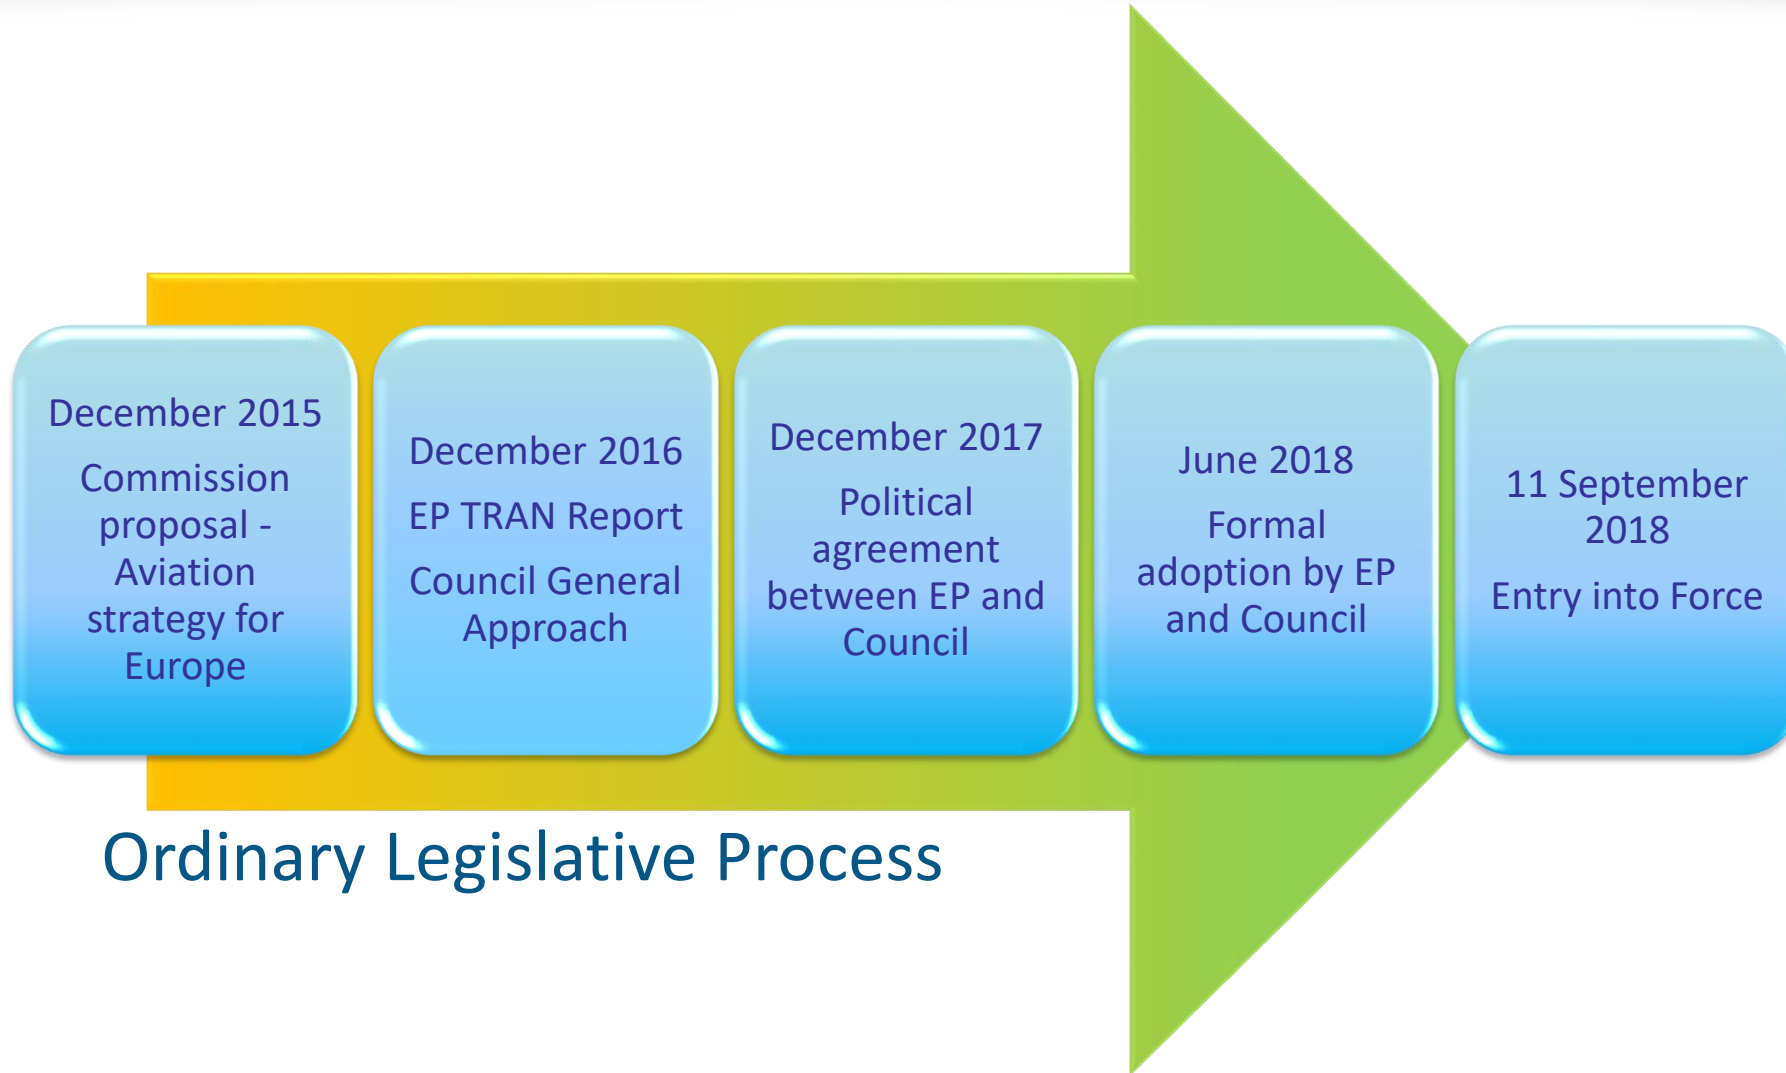 December 2015
Commission
proposal -
Aviation
strategy for
Europe
December 2016
EP TRAN Report
Council General
Approach
December 2017
Political
agreement
between EP and
Council
June 2018
Formal
adoption by EP
and Council
11 September
2018
Entry into Force
Ordinary Legislative Process